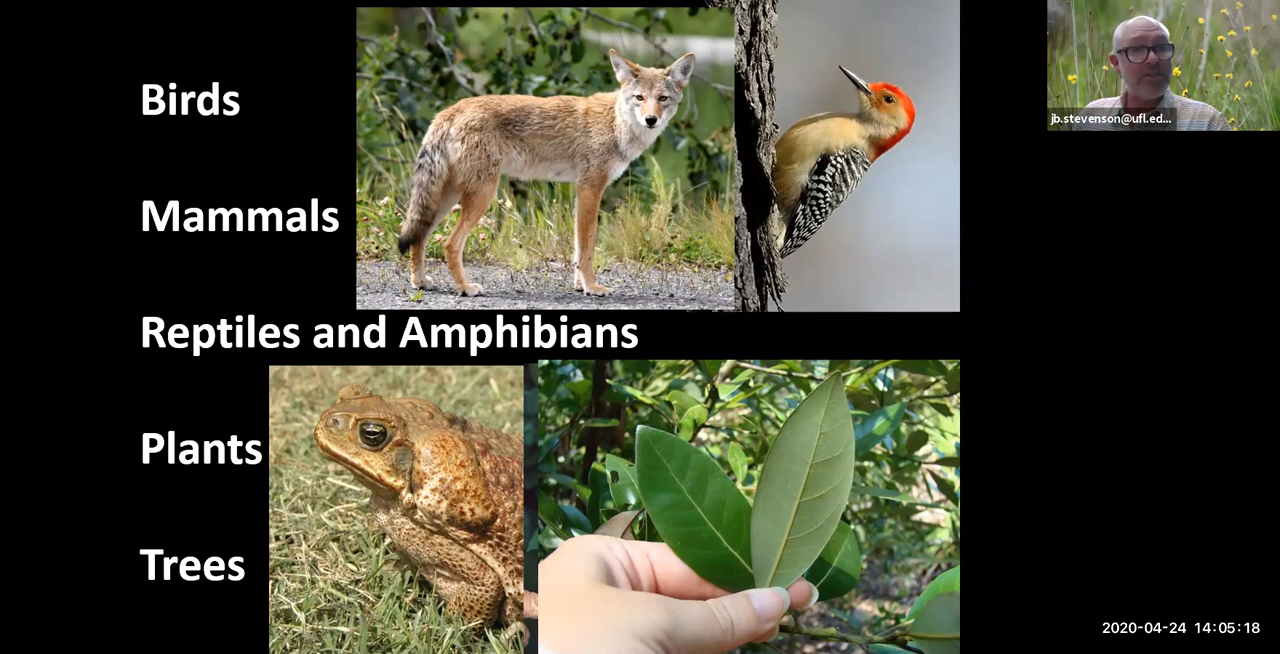 Birds
Mammals
Reptiles and Amphibians
Plants
Trees
jb.stevenson@ufl.ed...
2020-04-24 14:05:18